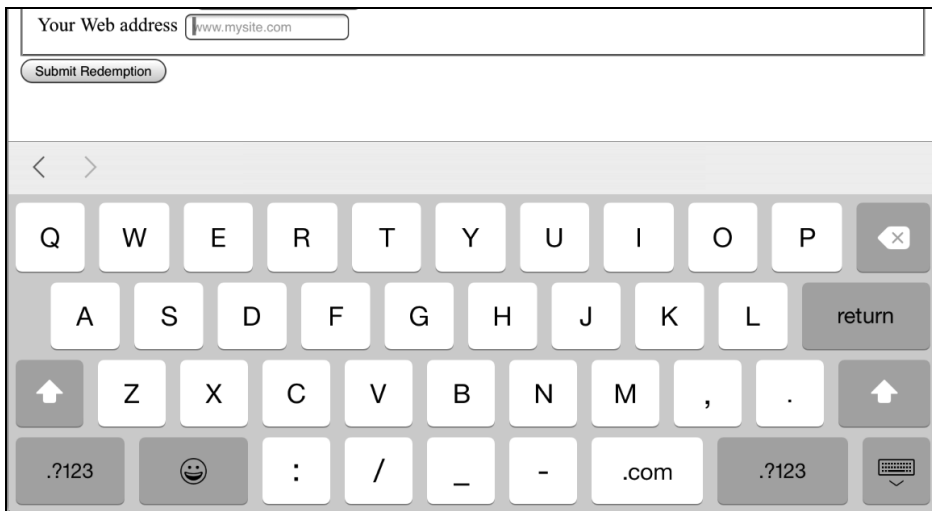 Your Web address www.mysite.com
Submit Redemption
Q W E R T Y U I O P
A S D F G H J K L return
Z X C V B N M , .
.?123 : / _ - .com .?123